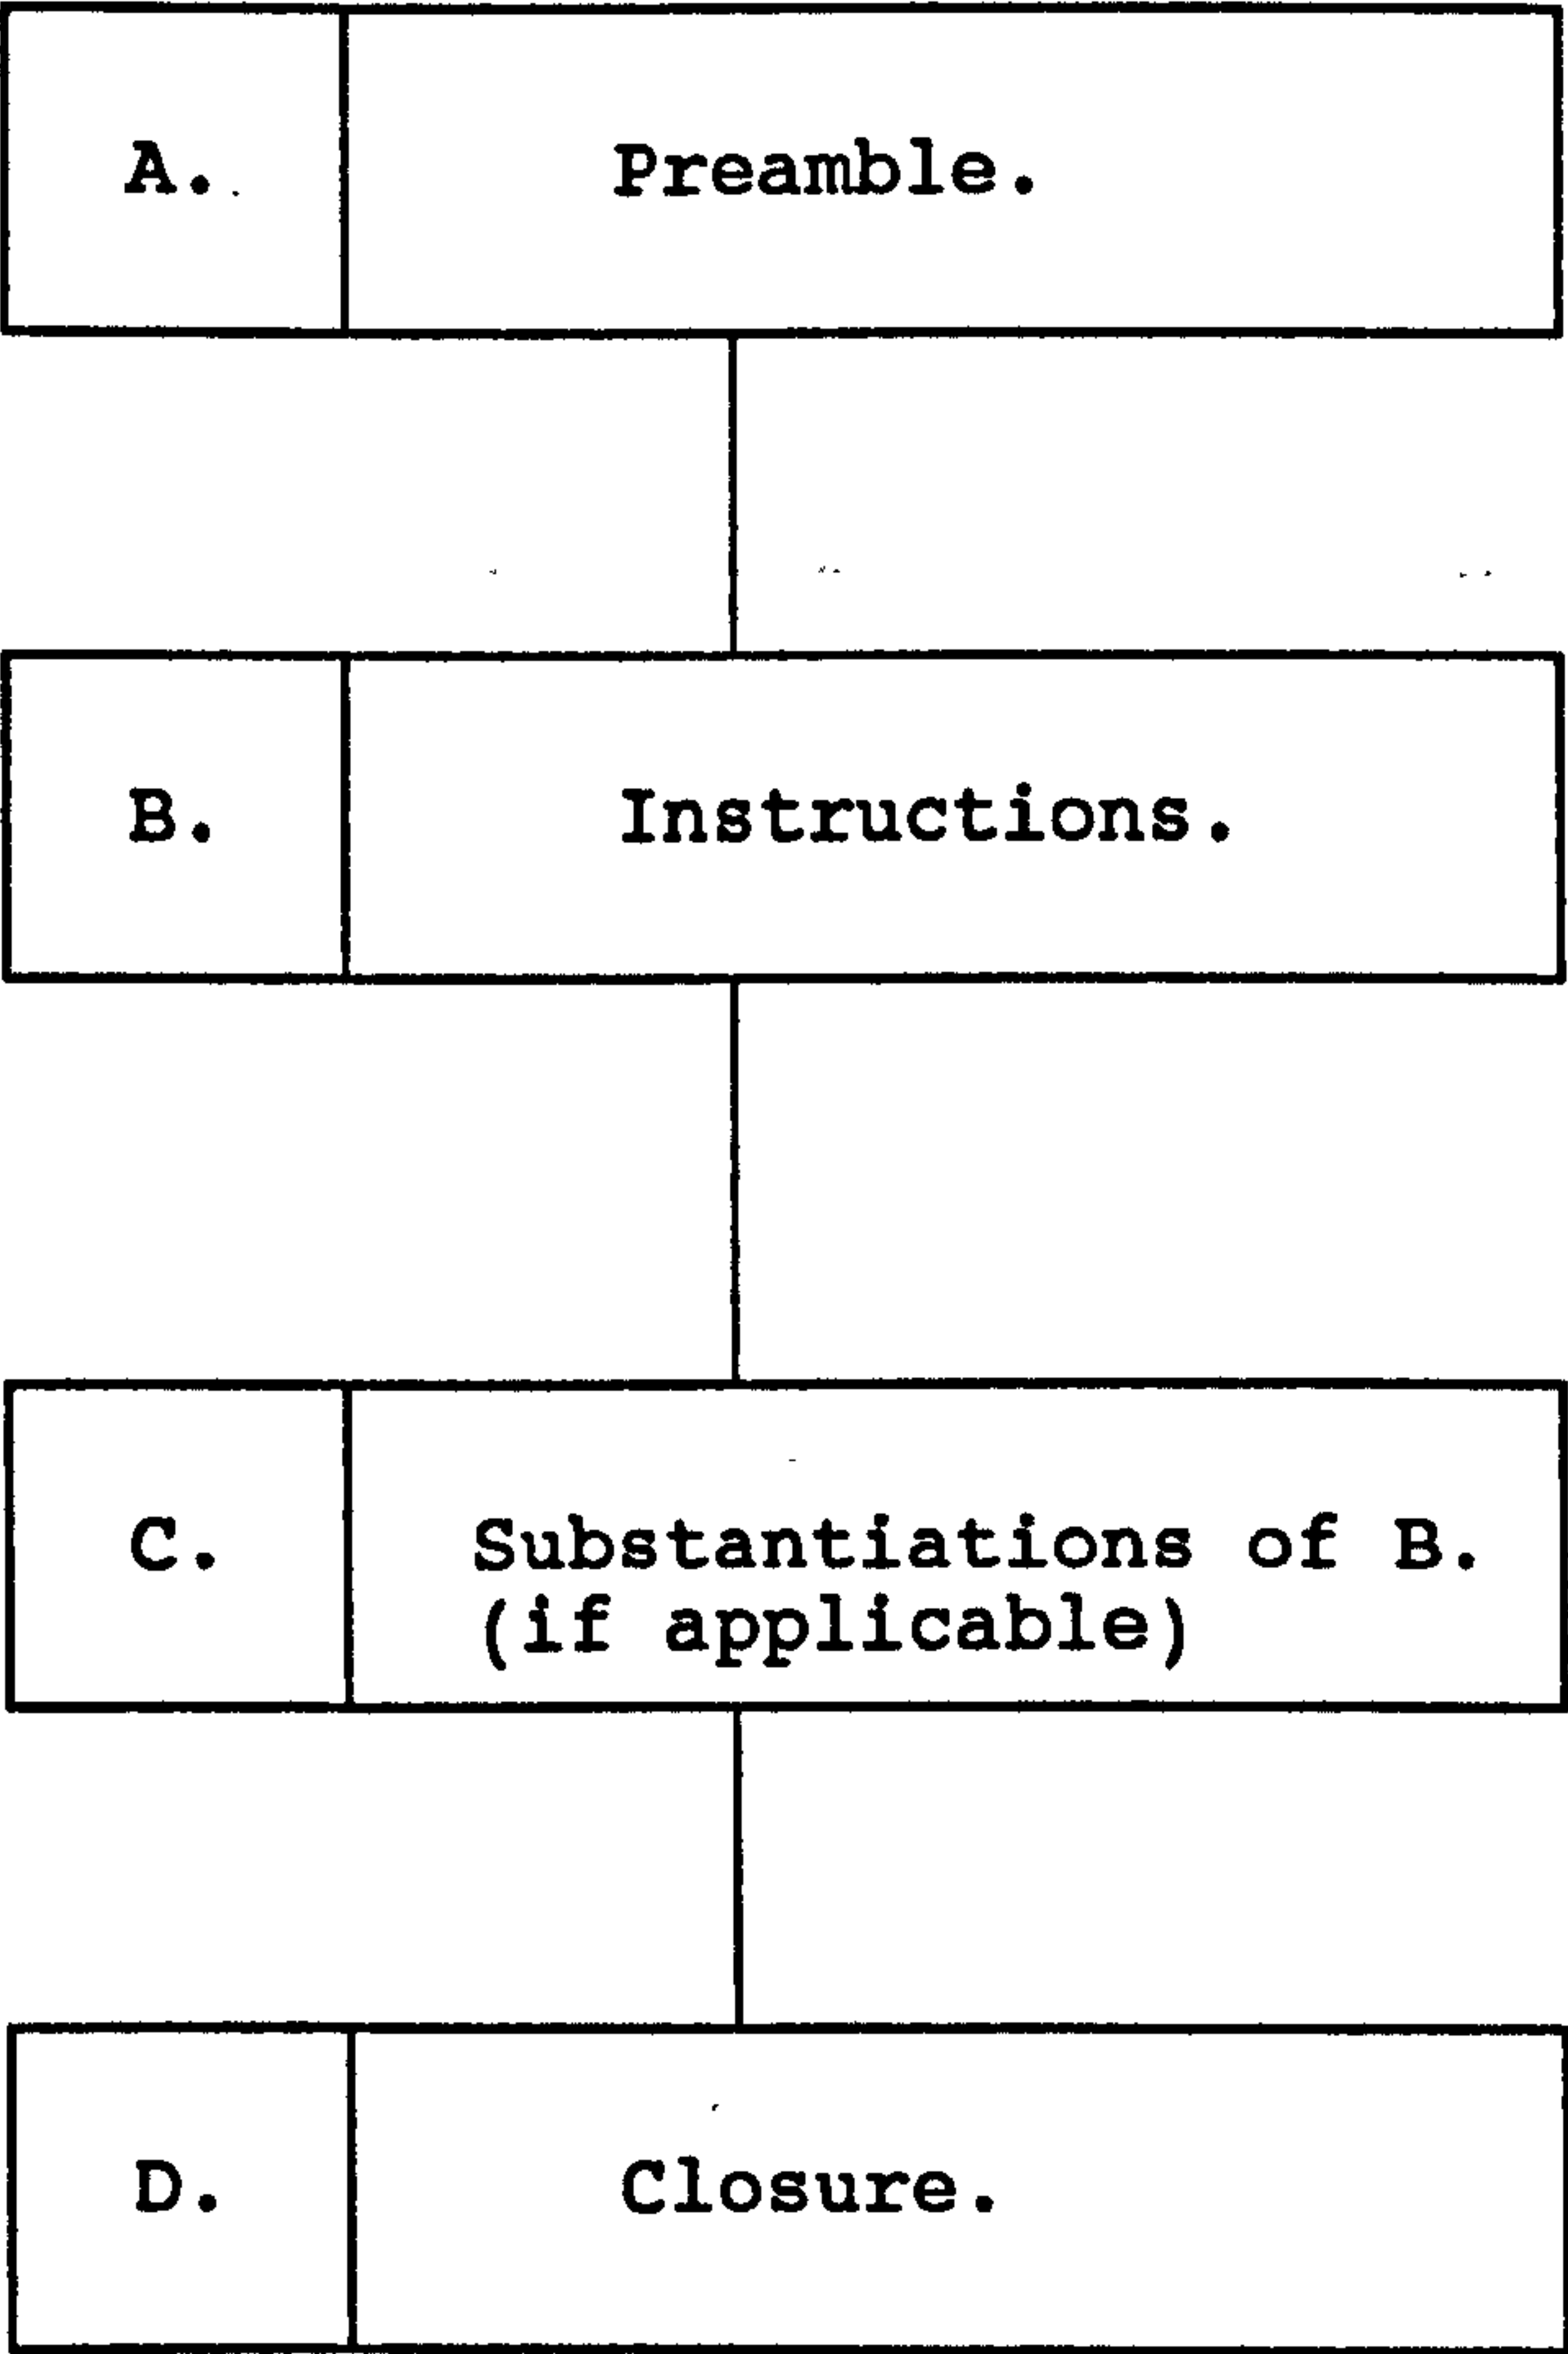 A. Preamble.
B. Instructions.
C. Substantiations of B.
(if applicable)
D. Closure.